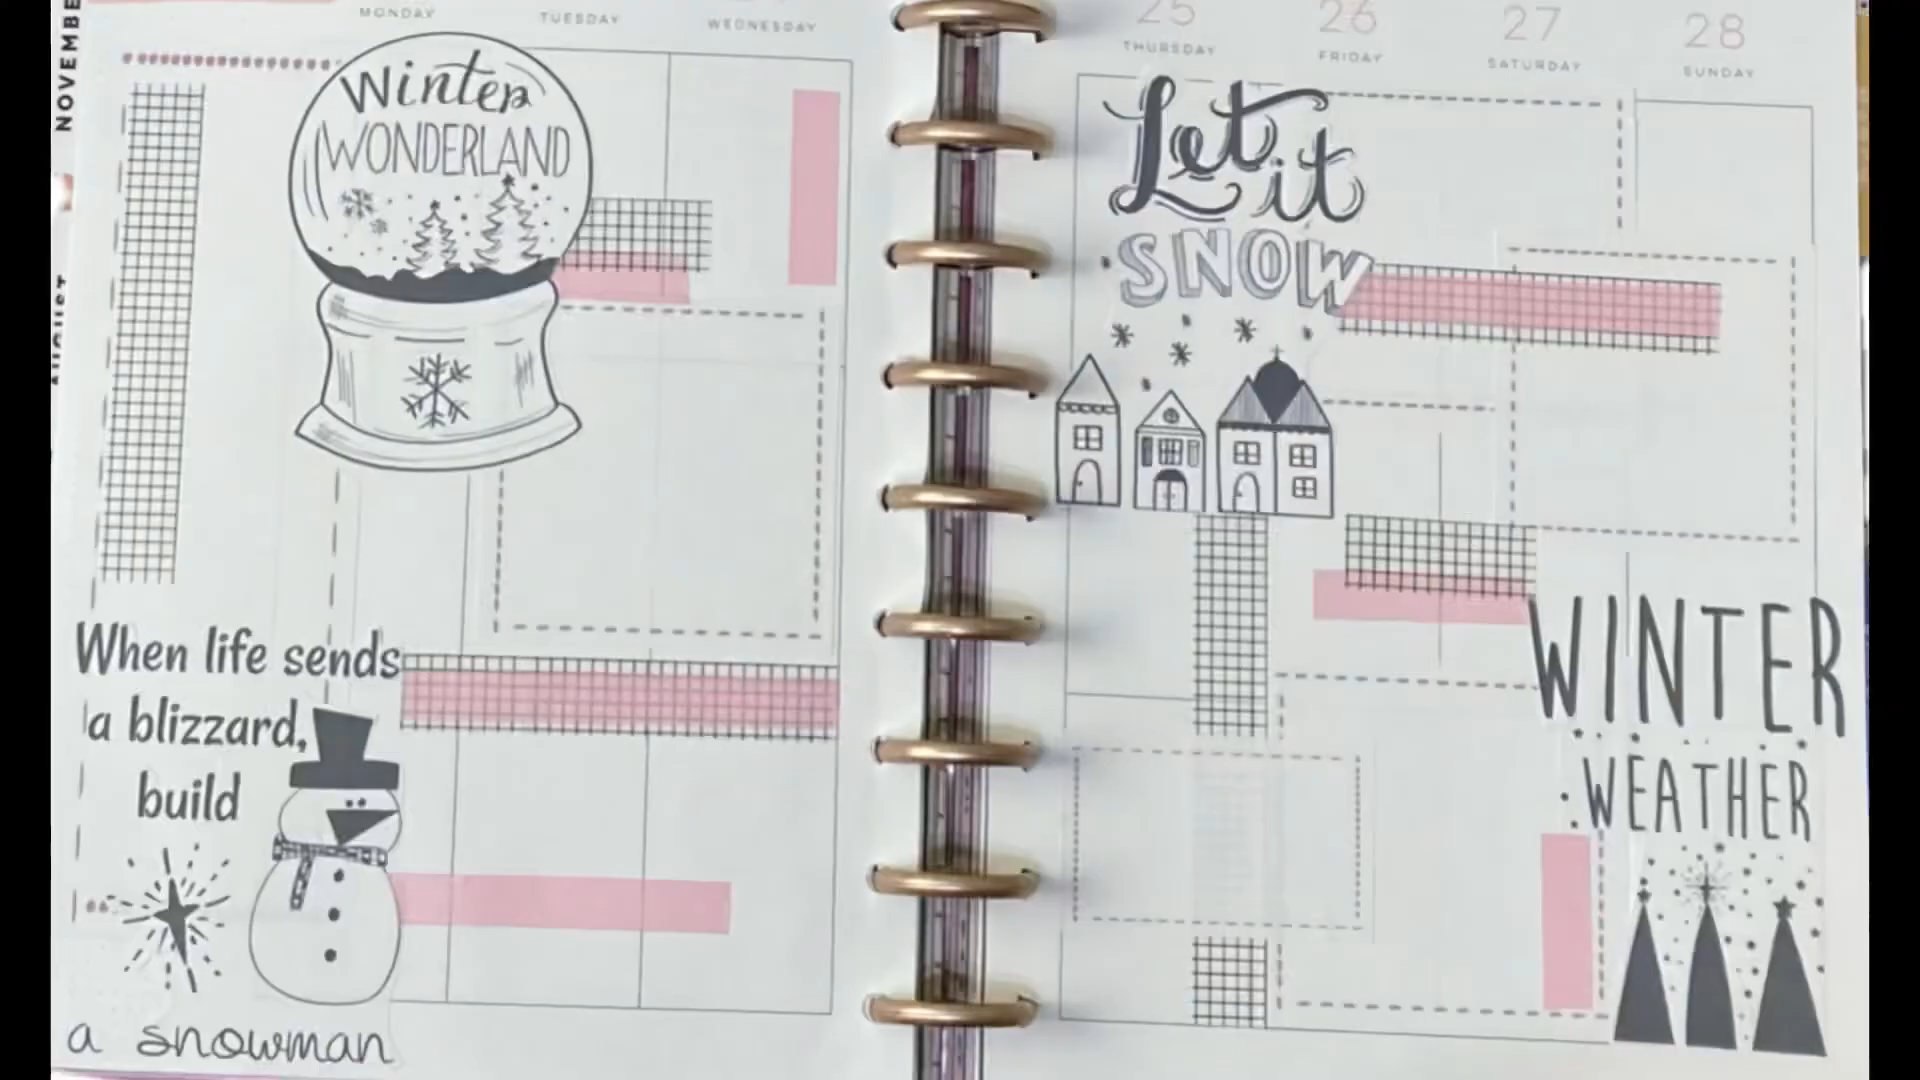 NOVEMBE
MONDAY
TUESDAY
WEDNESDAY
Winter
WONDERLAND
When life sends
a blizzard,
build
a snowman
25
THURSDAY
26
FRIDAY
27
SATURDAY
28
SUNDAY
Let it
SNOW
WINTER
WEATHER